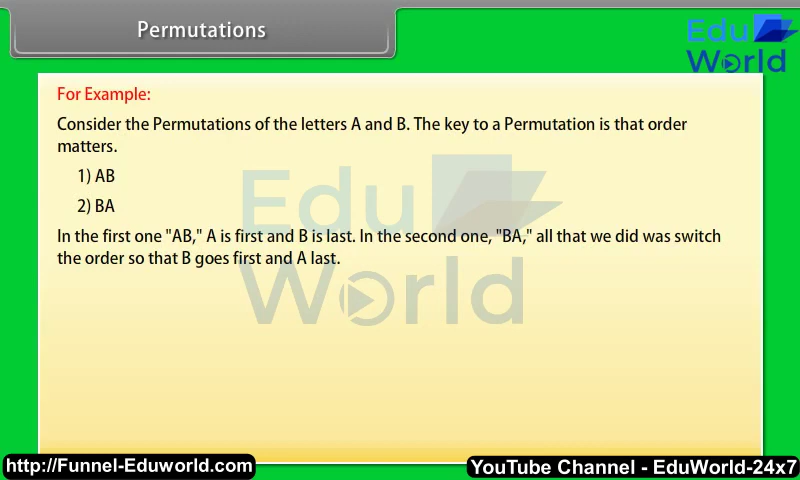 Permutations
Edu
World
For Example:
Consider the Permutations of the letters A and B. The key to a Permutation is that order
matters.
1) AB
2) BA
In the first one "AB," A is first and B is last. In the second one, "BA," all that we did was switch
the order so that B goes first and A last.
Edu
World
http://Funnel-Eduworld.com
YouTube Channel - EduWorld-24x7